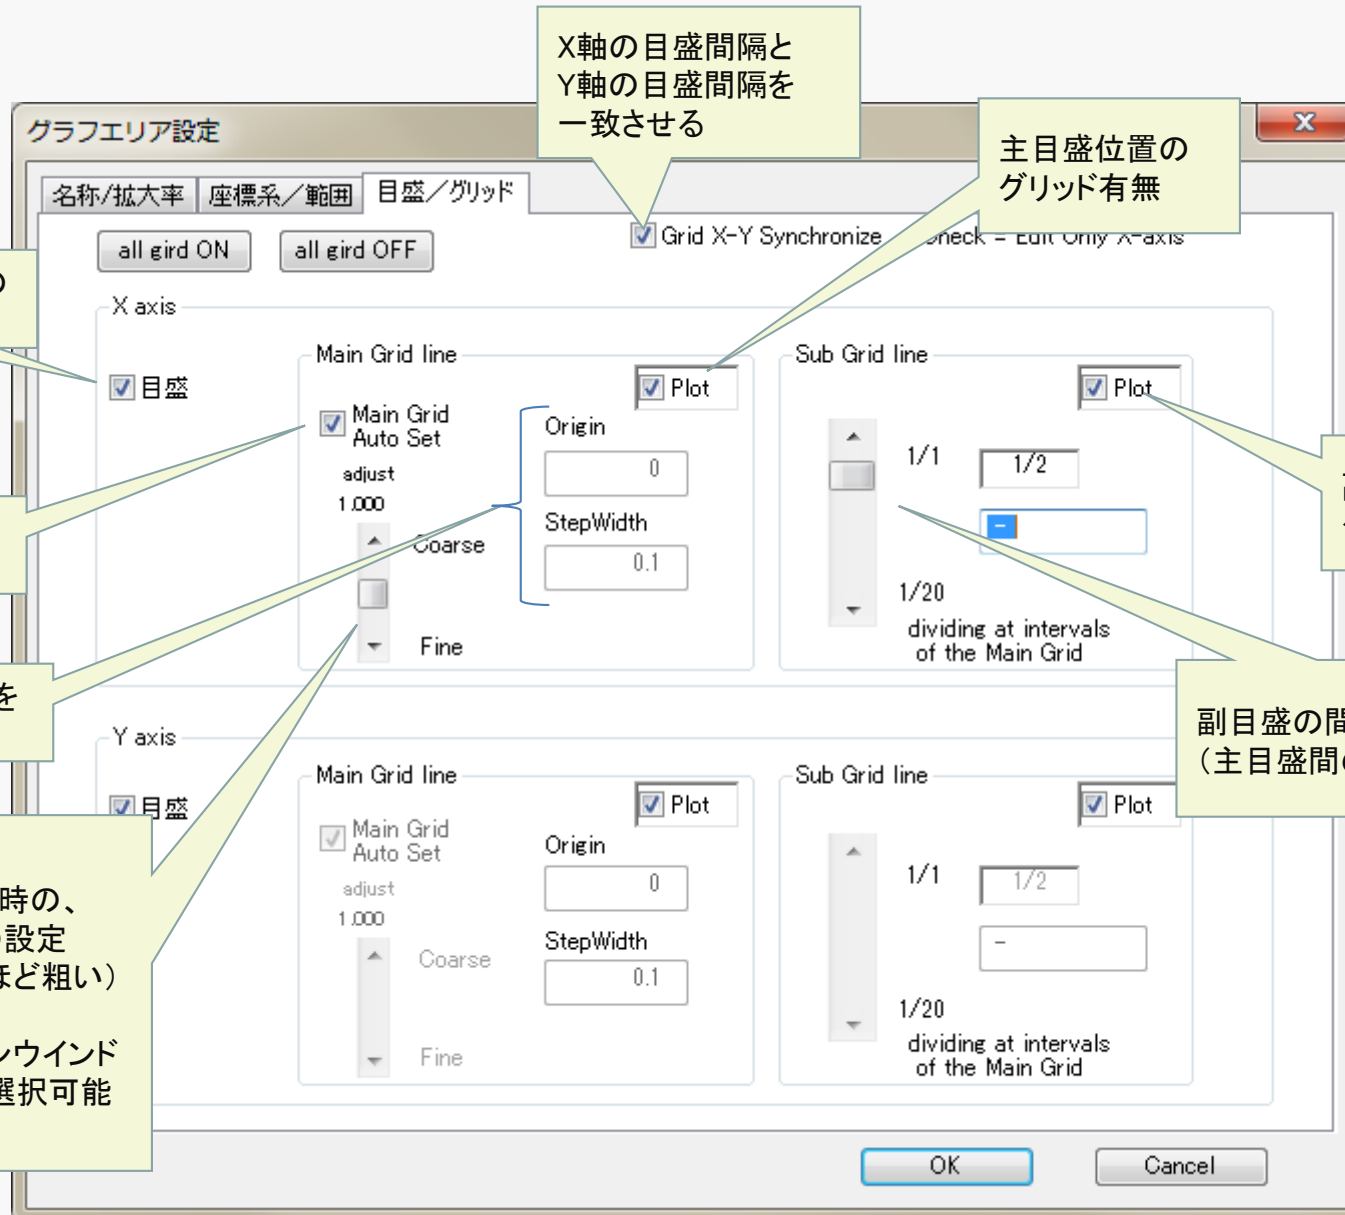 X軸の目盛間隔と
Y軸の目盛間隔を
一致させる
グラフエリア設定
主目盛位置の
グリッド有無
名称/拡大率
座標系／範囲
目盛／グリッド
all gird ON
all gird OFF
Grid X-Y Synchronize
Check = Edit Only X-axis
の
X axis
目盛
Main Grid line
Plot
Main Grid
Auto Set
adjust
1.000
Coarse
Fine
Origin
0
StepWidth
0.1
Sub Grid line
Plot
1/1
1/2
-
1/20
dividing at intervals
of the Main Grid
を
副目盛の間
（主目盛間
Y axis
目盛
Main Grid line
Plot
Main Grid
Auto Set
adjust
1.000
Coarse
Fine
Origin
0
StepWidth
0.1
Sub Grid line
Plot
1/1
1/2
-
1/20
dividing at intervals
of the Main Grid
時の、
設定
ほど粗い）
ンウインド
選択可能
OK
Cancel